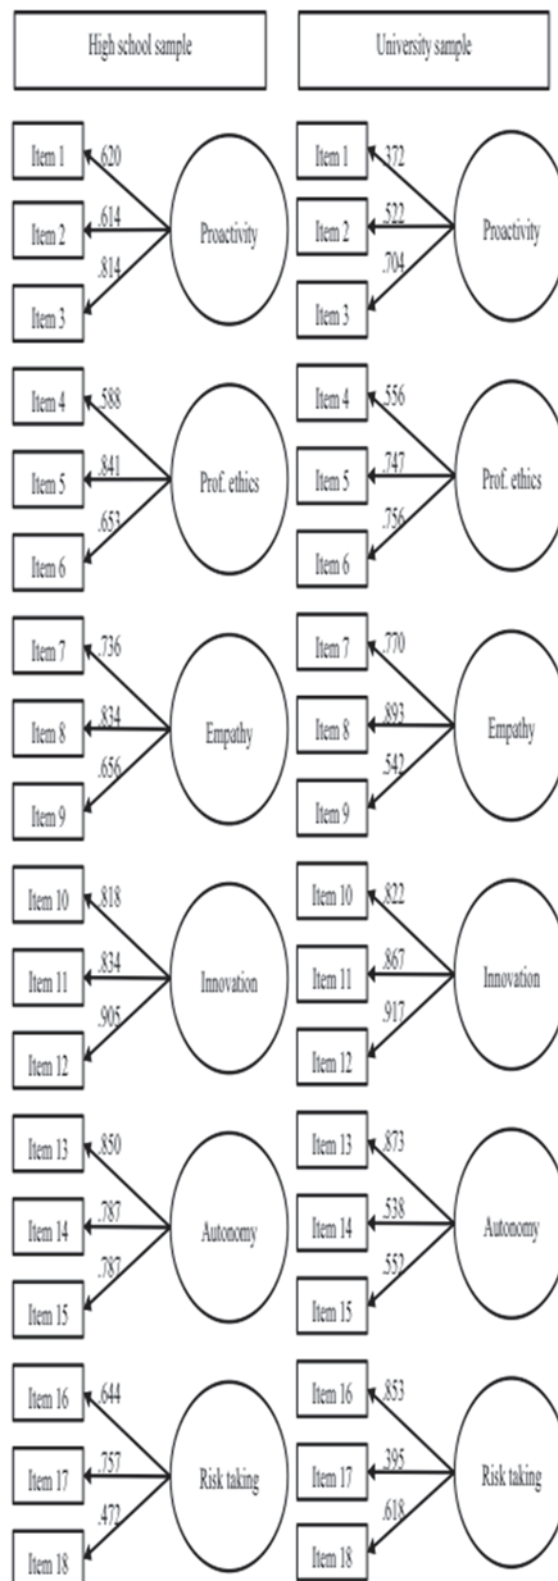 High school sample
University sample
Item 1
.620
Item 2
.614
Item 3
.814
Proactivity
Item 1
.372
Item 2
.522
Item 3
.704
Proactivity
Item 4
.588
Item 5
.841
Item 6
.653
Prof. ethics
Item 4
.556
Item 5
.747
Item 6
.756
Prof. ethics
Item 7
.736
Item 8
.834
Item 9
.656
Empathy
Item 7
.770
Item 8
.893
Item 9
.542
Empathy
Item 10
.818
Item 11
.834
Item 12
.905
Innovation
Item 10
.822
Item 11
.867
Item 12
.917
Innovation
Item 13
.850
Item 14
.787
Item 15
.787
Autonomy
Item 13
.873
Item 14
.538
Item 15
.552
Autonomy
Item 16
.644
Item 17
.757
Item 18
.472
Risk taking
Item 16
.853
Item 17
.395
Item 18
.618
Risk taking